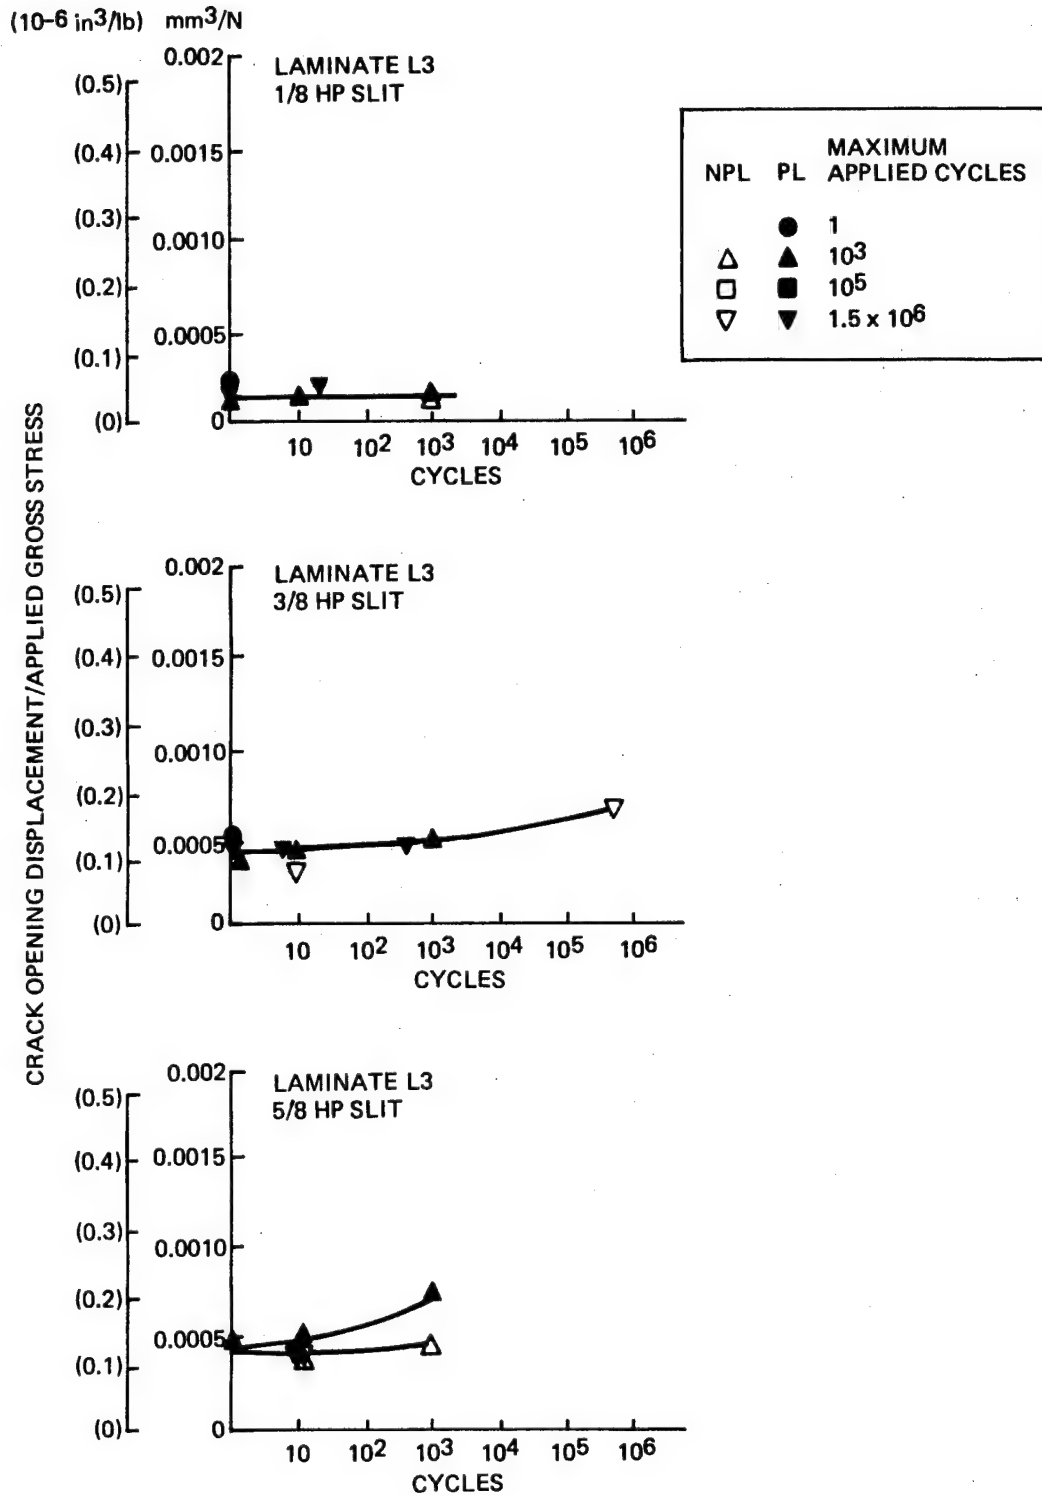 (10-6 in3/lb) mm3/N
0.002
LAMINATE L3
1/8 HP SLIT
(0.5)
(0.4) 0.0015
(0.3)
0.0010
(0.2)
0.0005
(0.1)
(0) 0
10 10² 10³ 10⁴ 10⁵ 10⁶
CYCLES
NPL PL MAXIMUM APPLIED CYCLES
1
10³
10⁵
1.5 x 10⁶
CRACK OPENING DISPLACEMENT/APPLIED GROSS STRESS
0.002
LAMINATE L3
3/8 HP SLIT
(0.5)
(0.4) 0.0015
(0.3)
0.0010
(0.2)
0.0005
(0.1)
(0) 0
10 10² 10³ 10⁴ 10⁵ 10⁶
CYCLES
0.002
LAMINATE L3
5/8 HP SLIT
(0.5)
(0.4) 0.0015
(0.3)
0.0010
(0.2)
0.0005
(0.1)
(0) 0
10 10² 10³ 10⁴ 10⁵ 10⁶
CYCLES